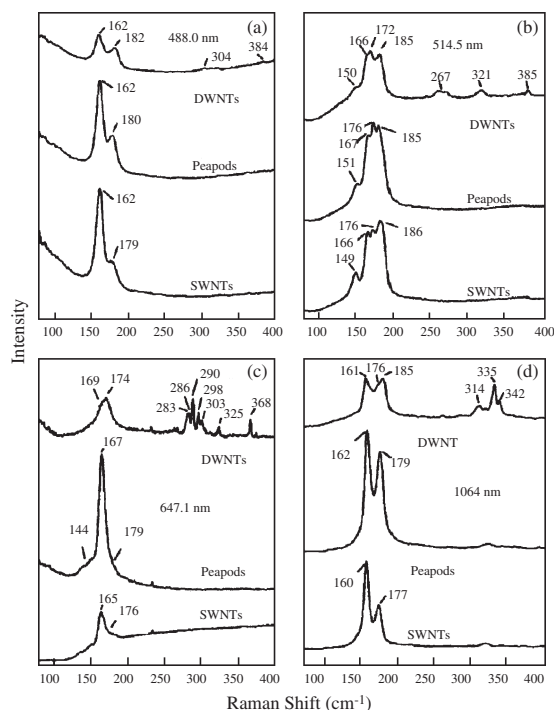 (a)
162
182
488.0 nm
304
384
DWNTs
162
180
Peapods
162
179
SWNTs
100 150 200 250 300 350 400
(b)
166 172 185
514.5 nm
150
267 321 385
DWNTs
176
167
185
151
Peapods
176
166
186
149
SWNTs
100 150 200 250 300 350 400
Intensity
(c)
169 174
290
286 298
283 303
325 368
DWNTs
167
647.1 nm
144
179
Peapods
165
SWNTs
176
100 150 200 250 300 350 400
(d)
161 176 185
335
314
342
DWNT
162
179
1064 nm
Peapods
160
177
SWNTs
100 150 200 250 300 350 400
Raman Shift (cm-1)